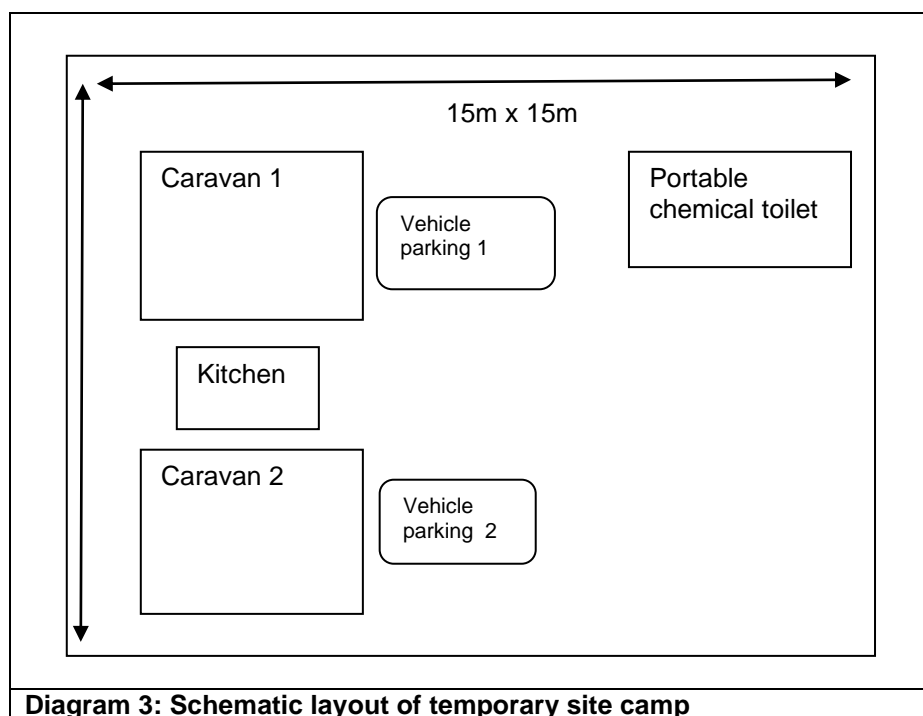 15m x 15m
Caravan 1
Vehicle
parking 1
Portable
chemical toilet
Kitchen
Caravan 2
Vehicle
parking 2
Diagram 3: Schematic layout of temporary site camp